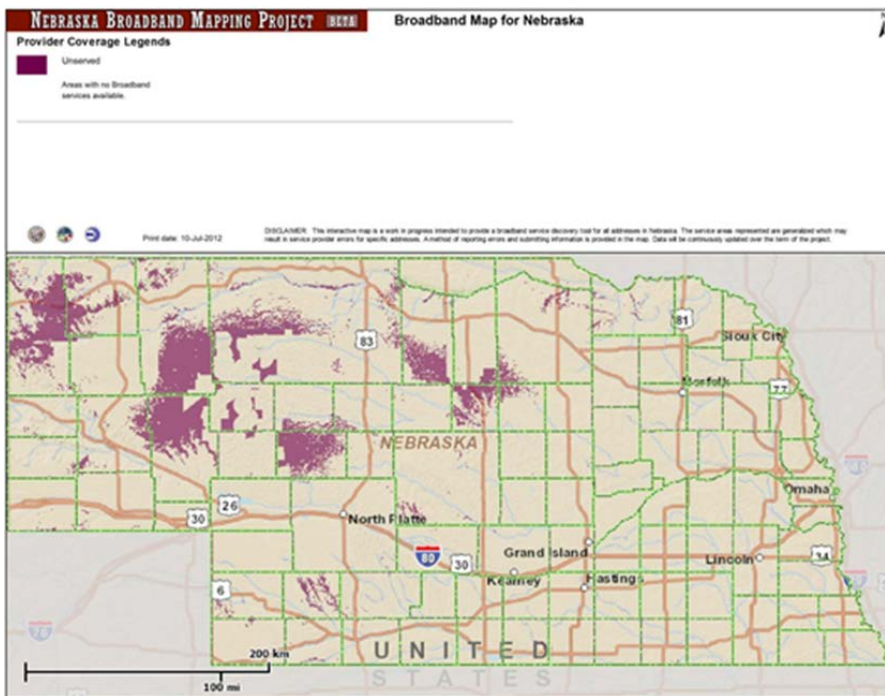 NEBRASKA BROADBAND MAPPING PROJECT BETA
Broadband Map for Nebraska
Provider Coverage Legends
Unserved
Areas with no Broadband
services available.
Print date: 10-Jul-2012
DISCLAIMER: This interactive map is a work in progress intended to provide a broadband service discovery tool for all addresses in Nebraska. The service areas represented are generalized which may
result in service provider errors for specific addresses. A method of reporting errors and submitting information is provided in the map. Data will be continuously updated over the term of the project.
81
83
Sioux City
77
Norfolk
NEBRASKA
Omaha
26
30
North Platte
Grand Island
80
30
Lincoln
34
Kearney
Hastings
6
76
UNITED
STATES
200 km
100 mi